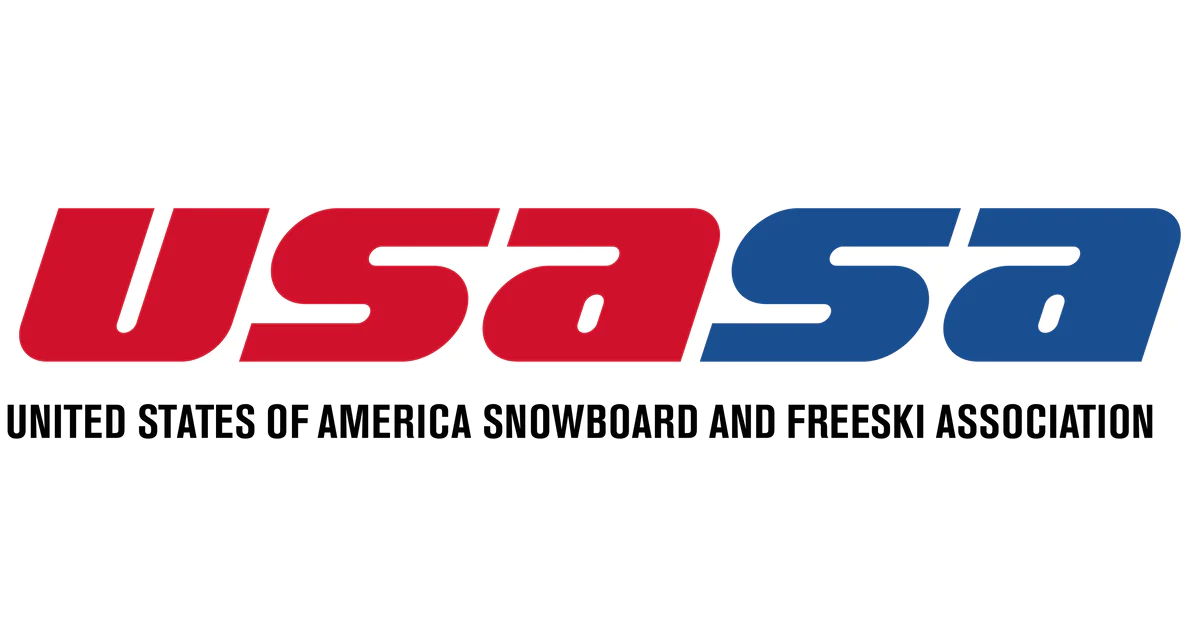 usasa
UNITED STATES OF AMERICA SNOWBOARD AND FREESKI ASSOCIATION